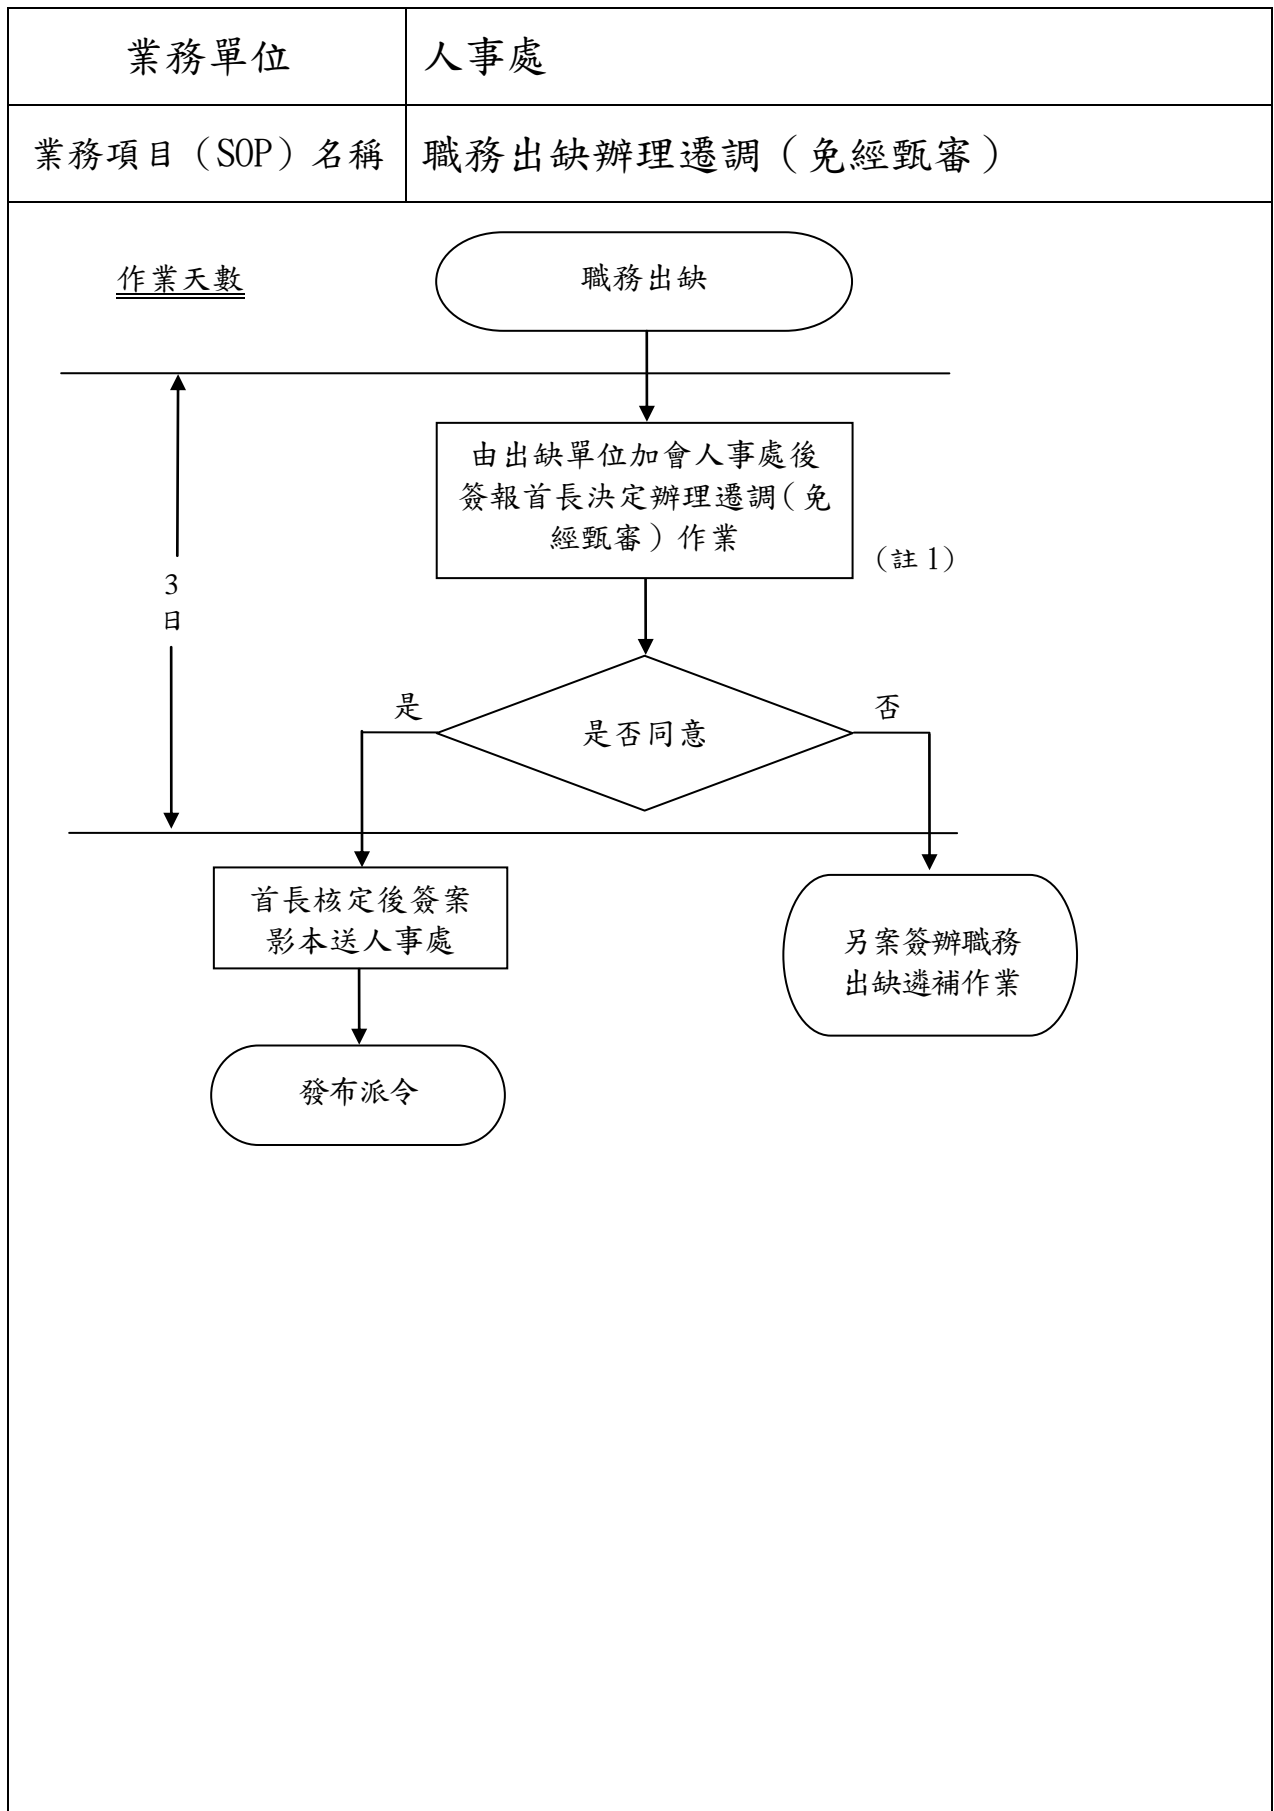 業務單位
人事處
業務項目（SOP）名稱
職務出缺辦理遷調（免經甄審）
作業天數
職務出缺
由出缺單位加會人事處後
簽報首長決定辦理遷調（免
經甄審）作業
（註 1）
3
日
是
是否同意
否
首長核定後簽案
影本送人事處
另案簽辦職務
出缺遴補作業
發布派令